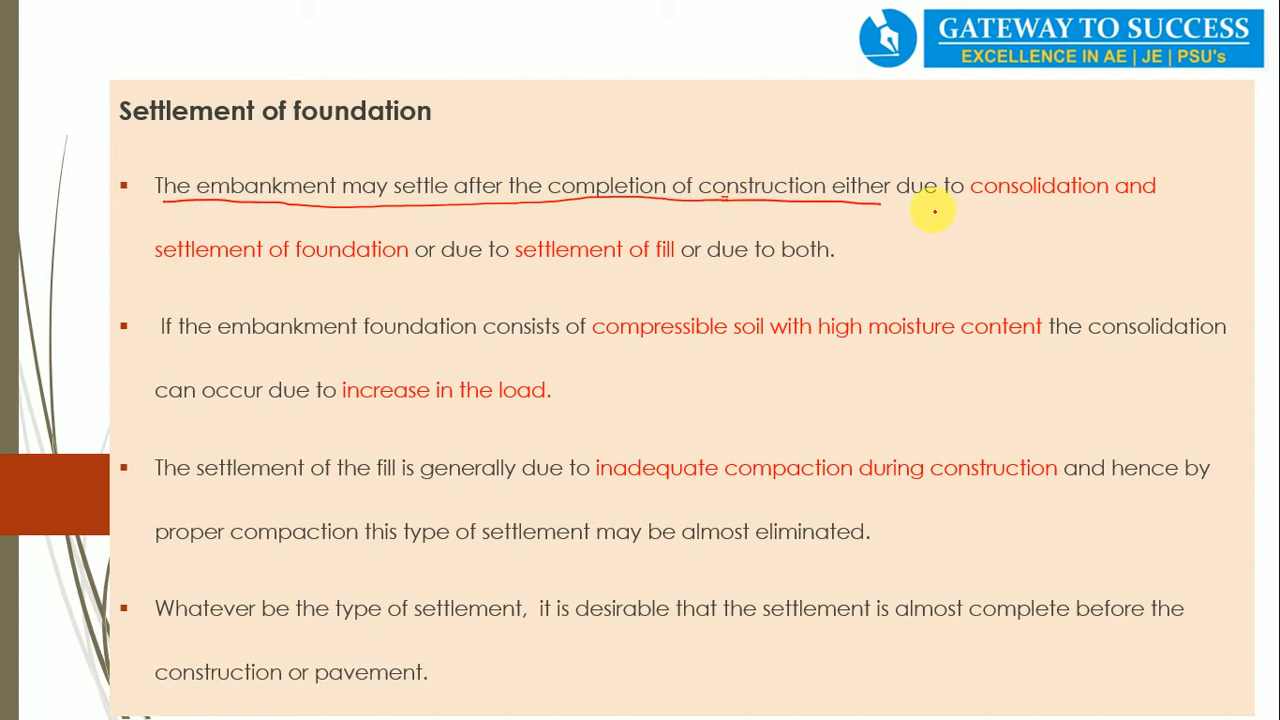 GATEWAY TO SUCCESS
EXCELLENCE IN AE | JE | PSU's
Settlement of foundation
▪ The embankment may settle after the completion of construction either due to consolidation and
settlement of foundation or due to settlement of fill or due to both.
▪ If the embankment foundation consists of compressible soil with high moisture content the consolidation
can occur due to increase in the load.
▪ The settlement of the fill is generally due to inadequate compaction during construction and hence by
proper compaction this type of settlement may be almost eliminated.
▪ Whatever be the type of settlement, it is desirable that the settlement is almost complete before the
construction or pavement.